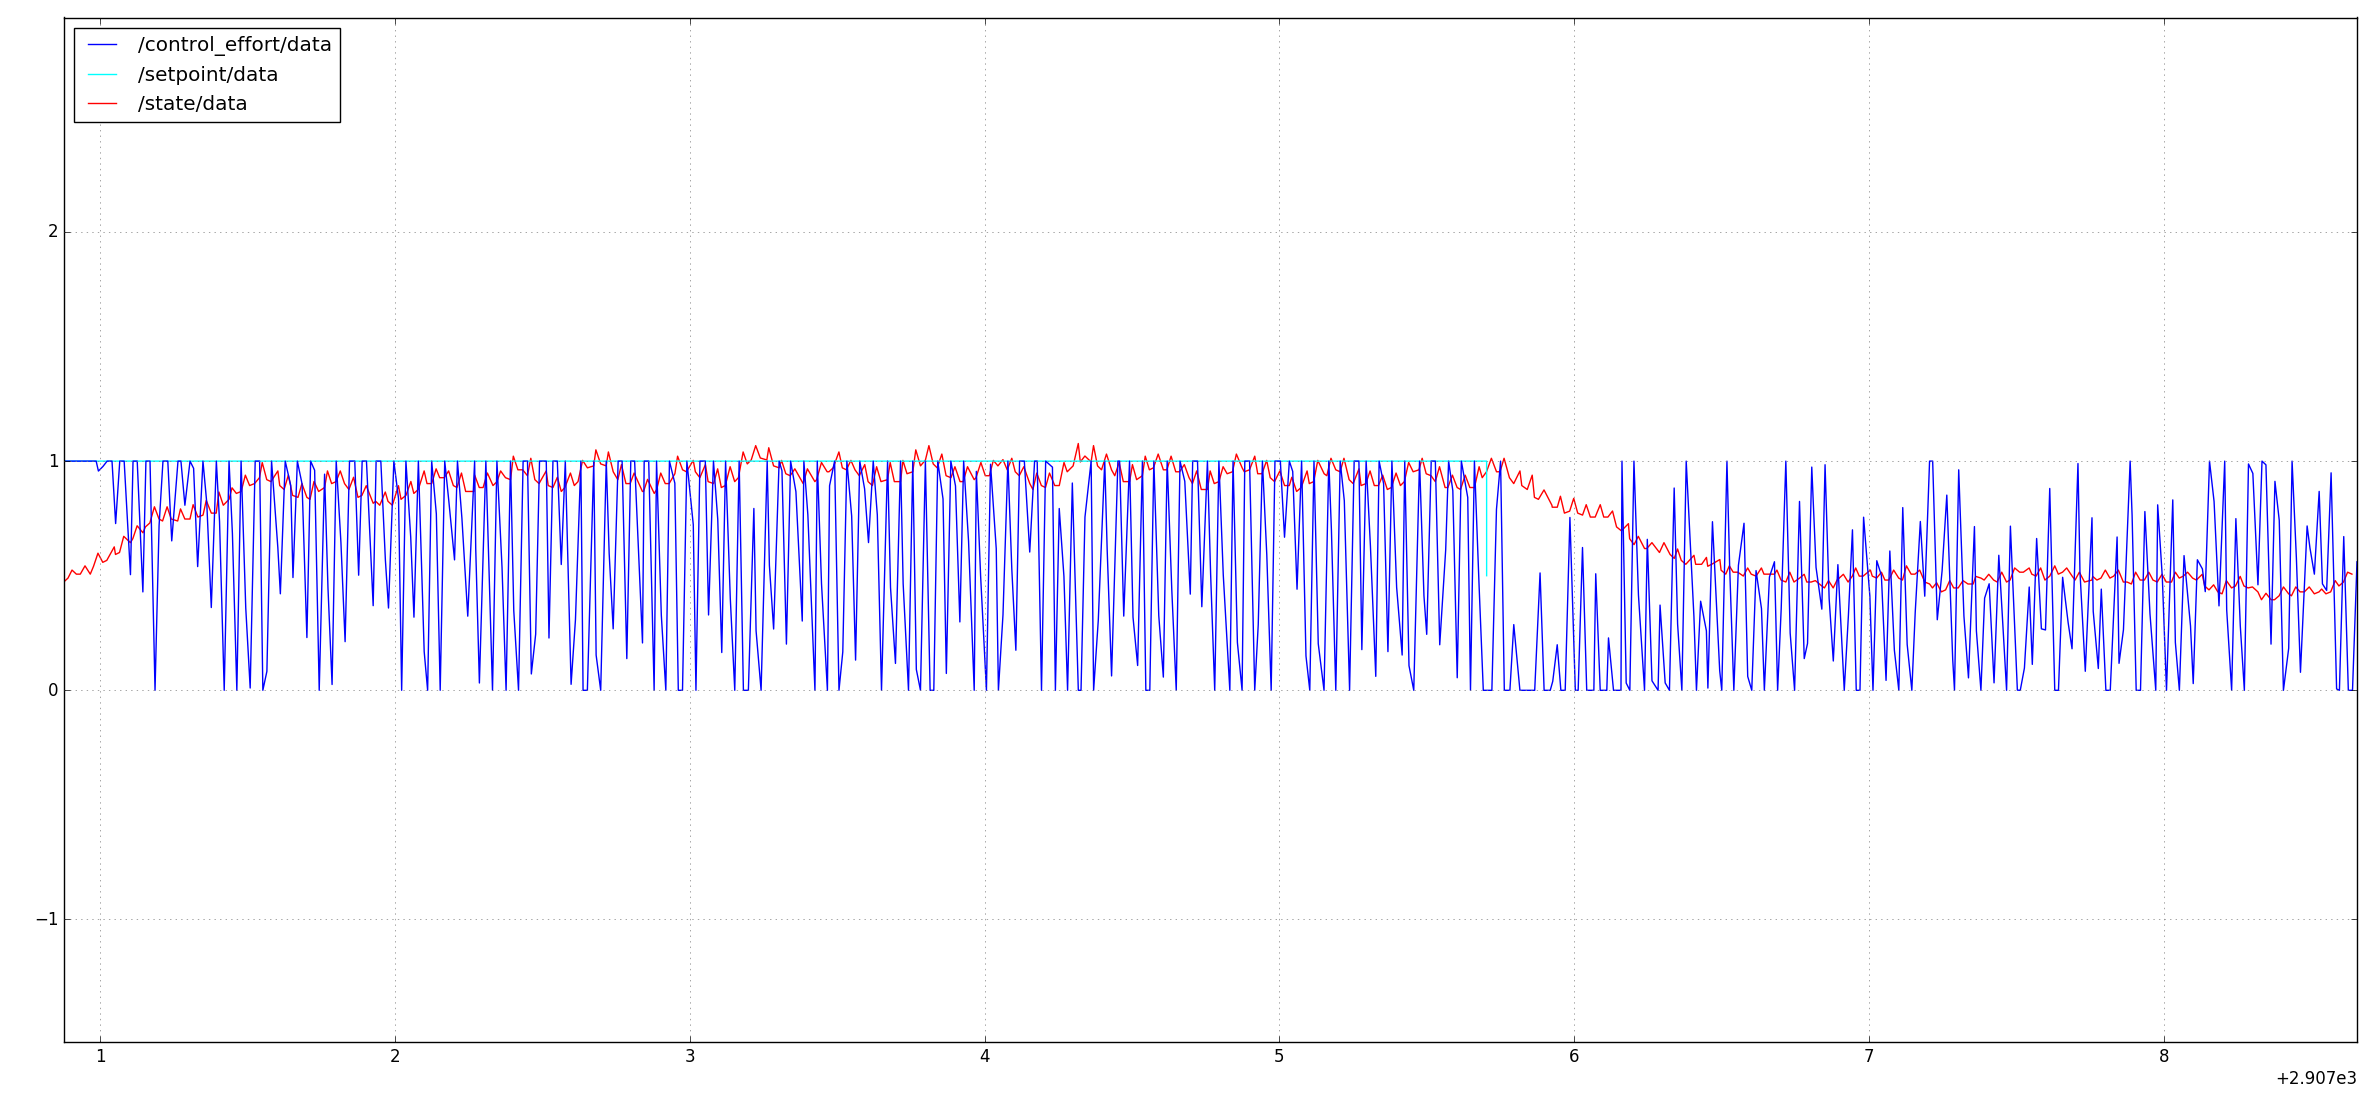 /control_effort/data
/setpoint/data
/state/data
2
1
0
−1
1 2 3 4 5 6 7 8
+2.907e3